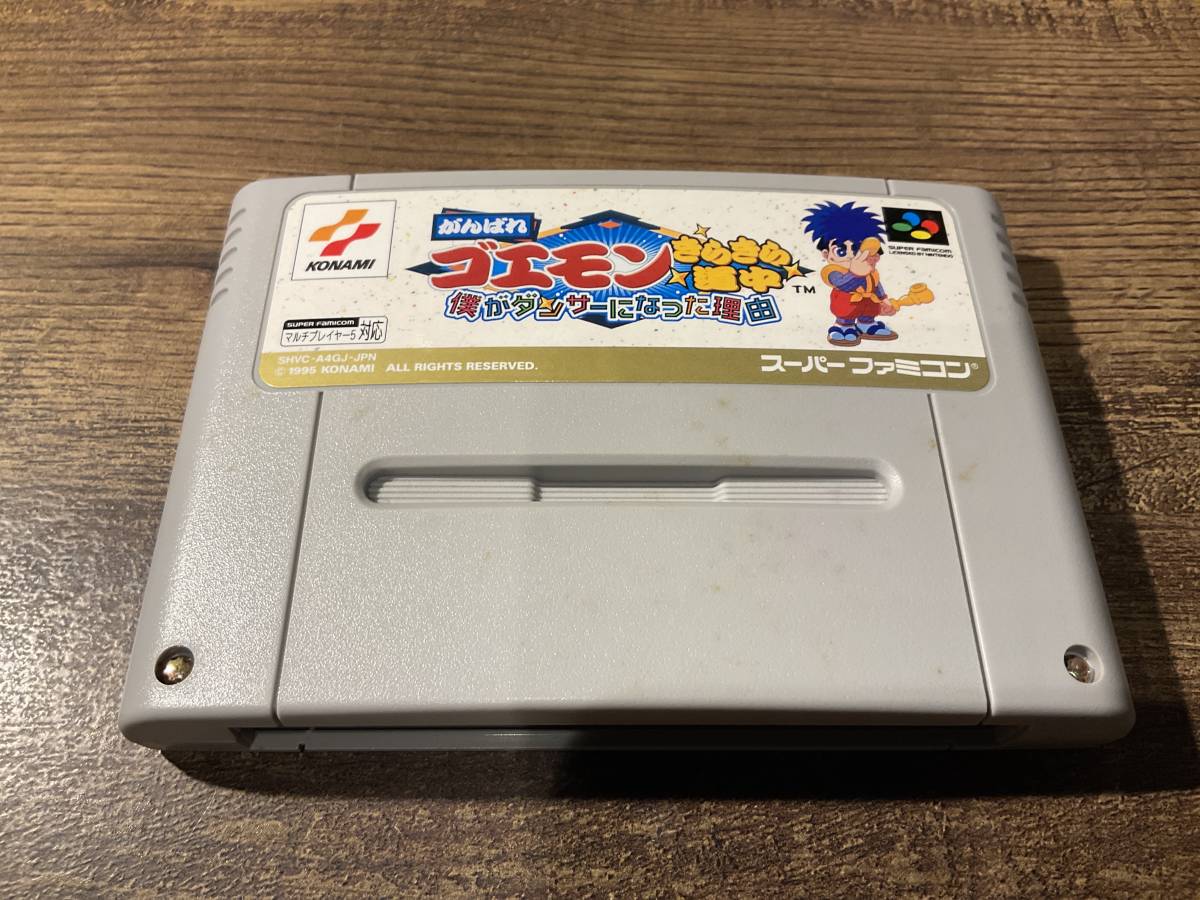 KONAMI
がんばれ
ゴエモン
きらきら
道中
™
僕がダンサーになった理由
SUPER FAMICOM
LICENSED BY NINTENDO
SUPER FAMICOM
マルチプレイヤー5 対応
SHVC-A4GJ-JPN
© 1995 KONAMI ALL RIGHTS RESERVED.
スーパーファミコン®